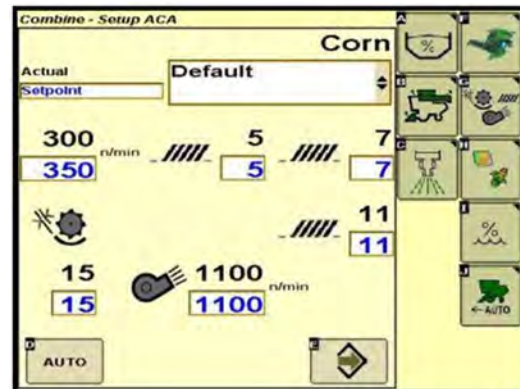 Combine - Setup ACA
Corn
Actual
Setpoint
Default
300 n/min 5 7
350 5 7
11
11
15 1100 n/min
15 1100
A
B
C
D
AUTO
E
F
G
H
I
J
%
%
← AUTO